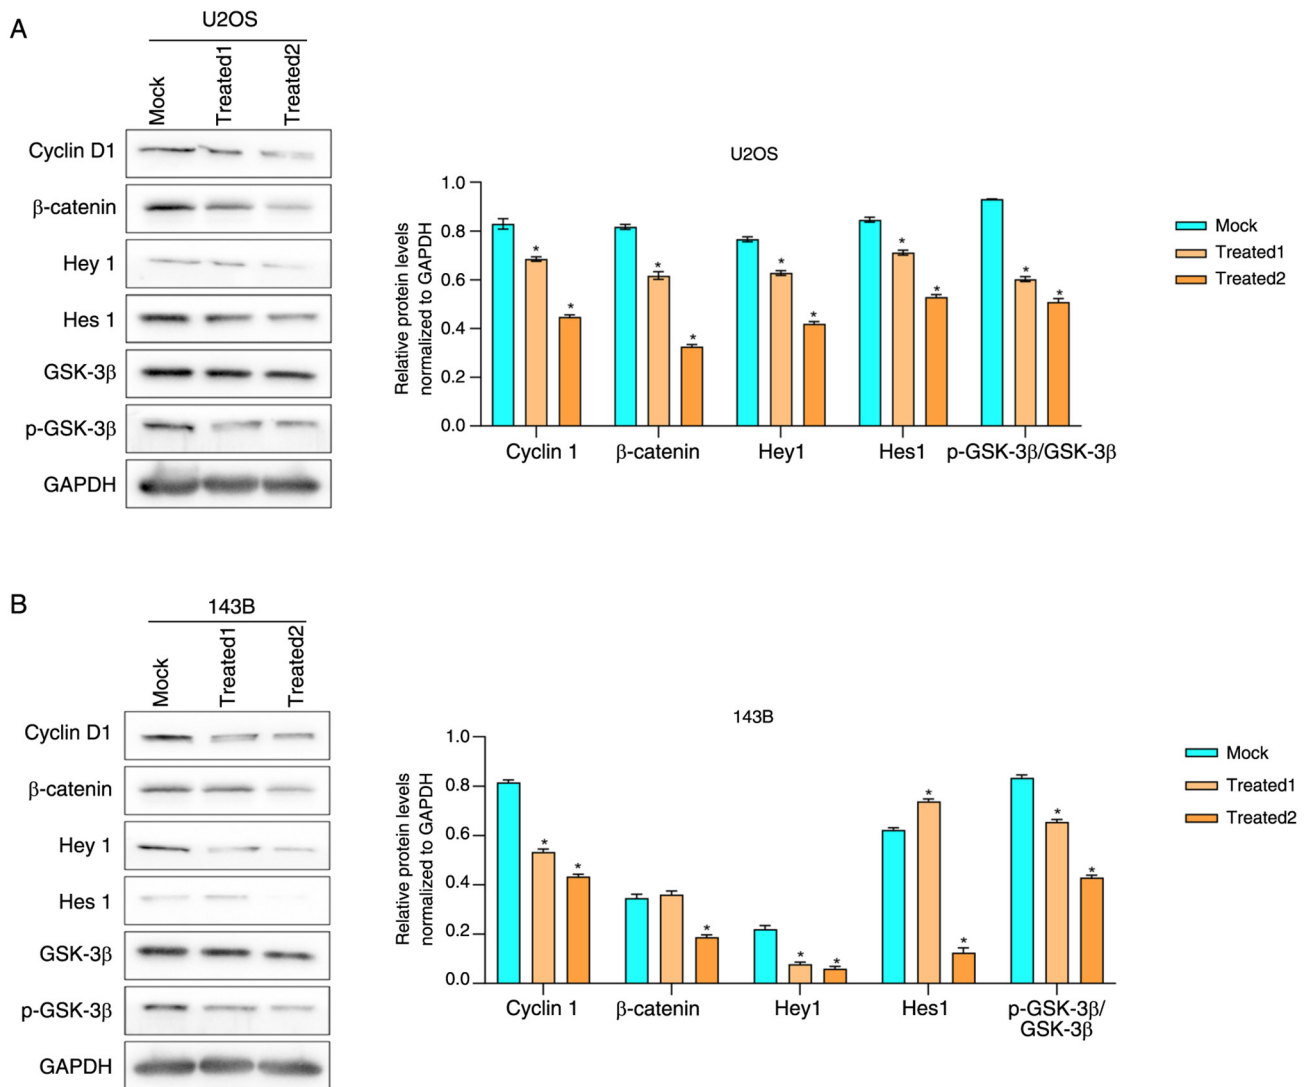 A
U2OS
Mock
Treated1
Treated2
Cyclin D1
β-catenin
Hey 1
Hes 1
GSK-3β
p-GSK-3β
GAPDH
U2OS
Relative protein levels
normalized to GAPDH
1.0
0.8
0.6
0.4
0.2
0.0
* * * * * * * * * *
Cyclin 1 β-catenin Hey1 Hes1 p-GSK-3β/GSK-3β
Mock
Treated1
Treated2
B
143B
Mock
Treated1
Treated2
Cyclin D1
β-catenin
Hey 1
Hes 1
GSK-3β
p-GSK-3β
GAPDH
143B
Relative protein levels
normalized to GAPDH
1.0
0.8
0.6
0.4
0.2
0.0
* * * * * * * * *
Cyclin 1 β-catenin Hey1 Hes1 p-GSK-3β/
GSK-3β
Mock
Treated1
Treated2